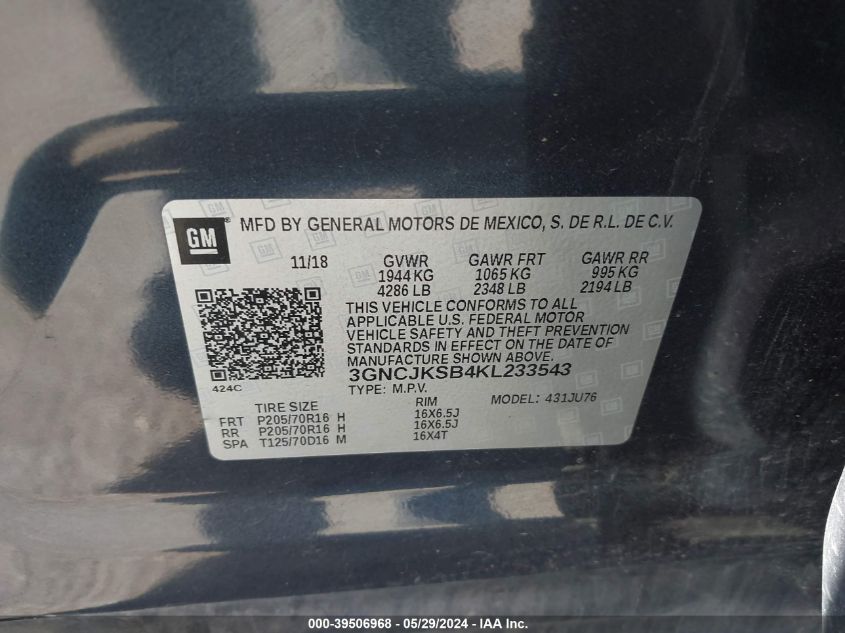 GM
MFD BY GENERAL MOTORS DE MEXICO, S. DE R.L. DE C.V.
11/18 GVWR GAWR FRT GAWR RR
1944 KG 1065 KG 995 KG
4286 LB 2348 LB 2194 LB
THIS VEHICLE CONFORMS TO ALL
APPLICABLE U.S. FEDERAL MOTOR
VEHICLE SAFETY AND THEFT PREVENTION
STANDARDS IN EFFECT ON THE DATE OF
MANUFACTURE SHOWN ABOVE.
3GNCJKSB4KL233543
424C
TYPE: M.P.V. MODEL: 431JU76
TIRE SIZE RIM
FRT P205/70R16 H 16X6.5J
RR P205/70R16 H 16X6.5J
SPA T125/70D16 M 16X4T
000-39506968 - 05/29/2024 - IAA, Inc.